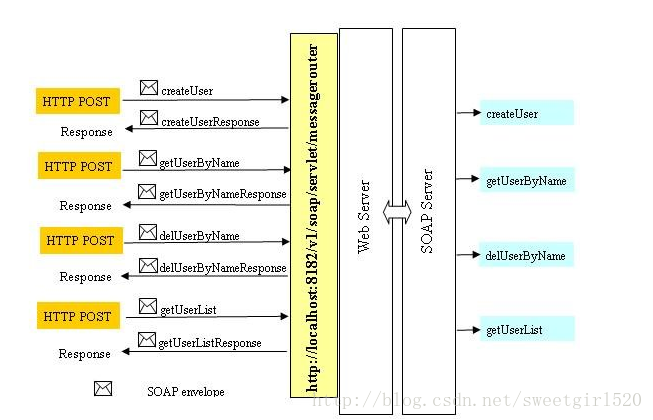 HTTP POST
createUser
Response
createUserResponse
HTTP POST
getUserByName
Response
getUserByNameResponse
HTTP POST
delUserByName
Response
delUserByNameResponse
HTTP POST
getUserList
Response
getUserListResponse
SOAP envelope
http://localhost:8182/v1/soap/servlet/messagerouter
Web Server
SOAP Server
createUser
getUserByName
delUserByName
getUserList
http://blog.csdn.net/sweetgirl520